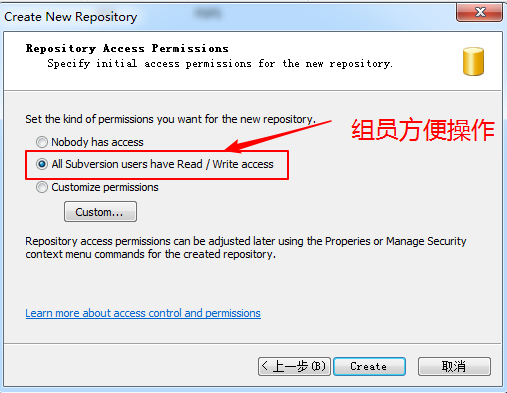 Create New Repository
Repository Access Permissions
Specify initial access permissions for the new repository.
Set the kind of permissions you want for the new repository.
组员方便操作
Nobody has access
All Subversion users have Read / Write access
Customize permissions
Custom...
Repository access permissions can be adjusted later using the Properies or Manage Security
context menu commands for the created repository.
Learn more about access control and permissions
< 上一步(B)
Create
取消